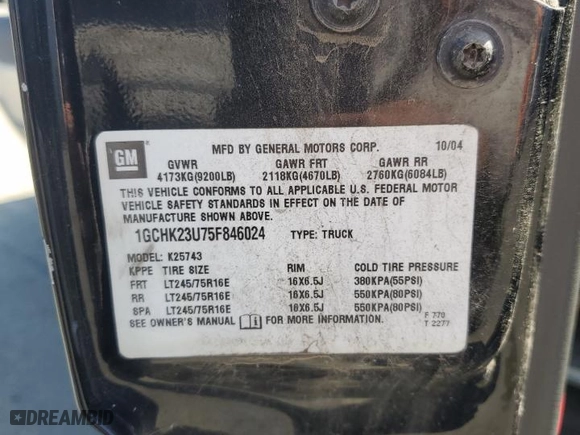 MFD BY GENERAL MOTORS CORP. 10/04
GM
GVWR GAWR FRT GAWR RR
4173KG(9200LB) 2118KG(4670LB) 2760KG(6084LB)
THIS VEHICLE CONFORMS TO ALL APPLICABLE U.S. FEDERAL MOTOR
VEHICLE SAFETY STANDARDS IN EFFECT ON THE DATE OF
MANUFACTURE SHOWN ABOVE.
1GCHK23U75F846024 TYPE: TRUCK
MODEL: K25743
KPPE TIRE SIZE RIM COLD TIRE PRESSURE
FRT LT245/75R16E 16X6.5J 380KPA(55PSI)
RR LT245/75R16E 16X6.5J 550KPA(80PSI)
SPA LT245/75R16E 16X6.5J 550KPA(80PSI)
SEE OWNER'S MANUAL FOR MORE INFORMATION.
F 770
T 2277
DREAMBID